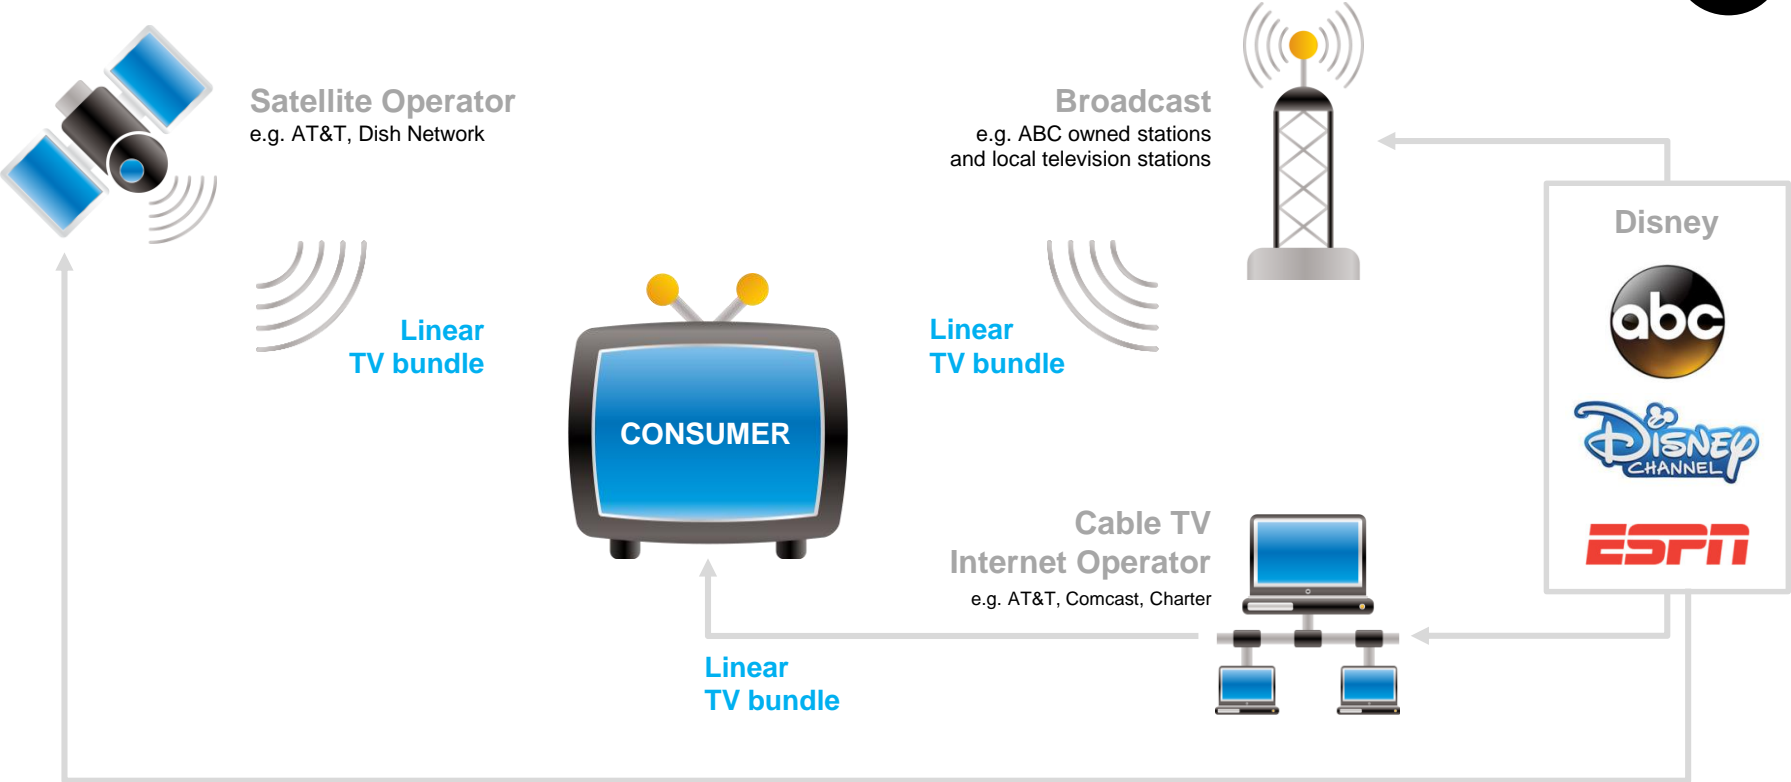 Satellite Operator
e.g. AT&T, Dish Network
Broadcast
e.g. ABC owned stations
and local television stations
Disney
abc
DISNEY
CHANNEL
ESPN
Linear
TV bundle
Linear
TV bundle
CONSUMER
Cable TV
Internet Operator
e.g. AT&T, Comcast, Charter
Linear
TV bundle